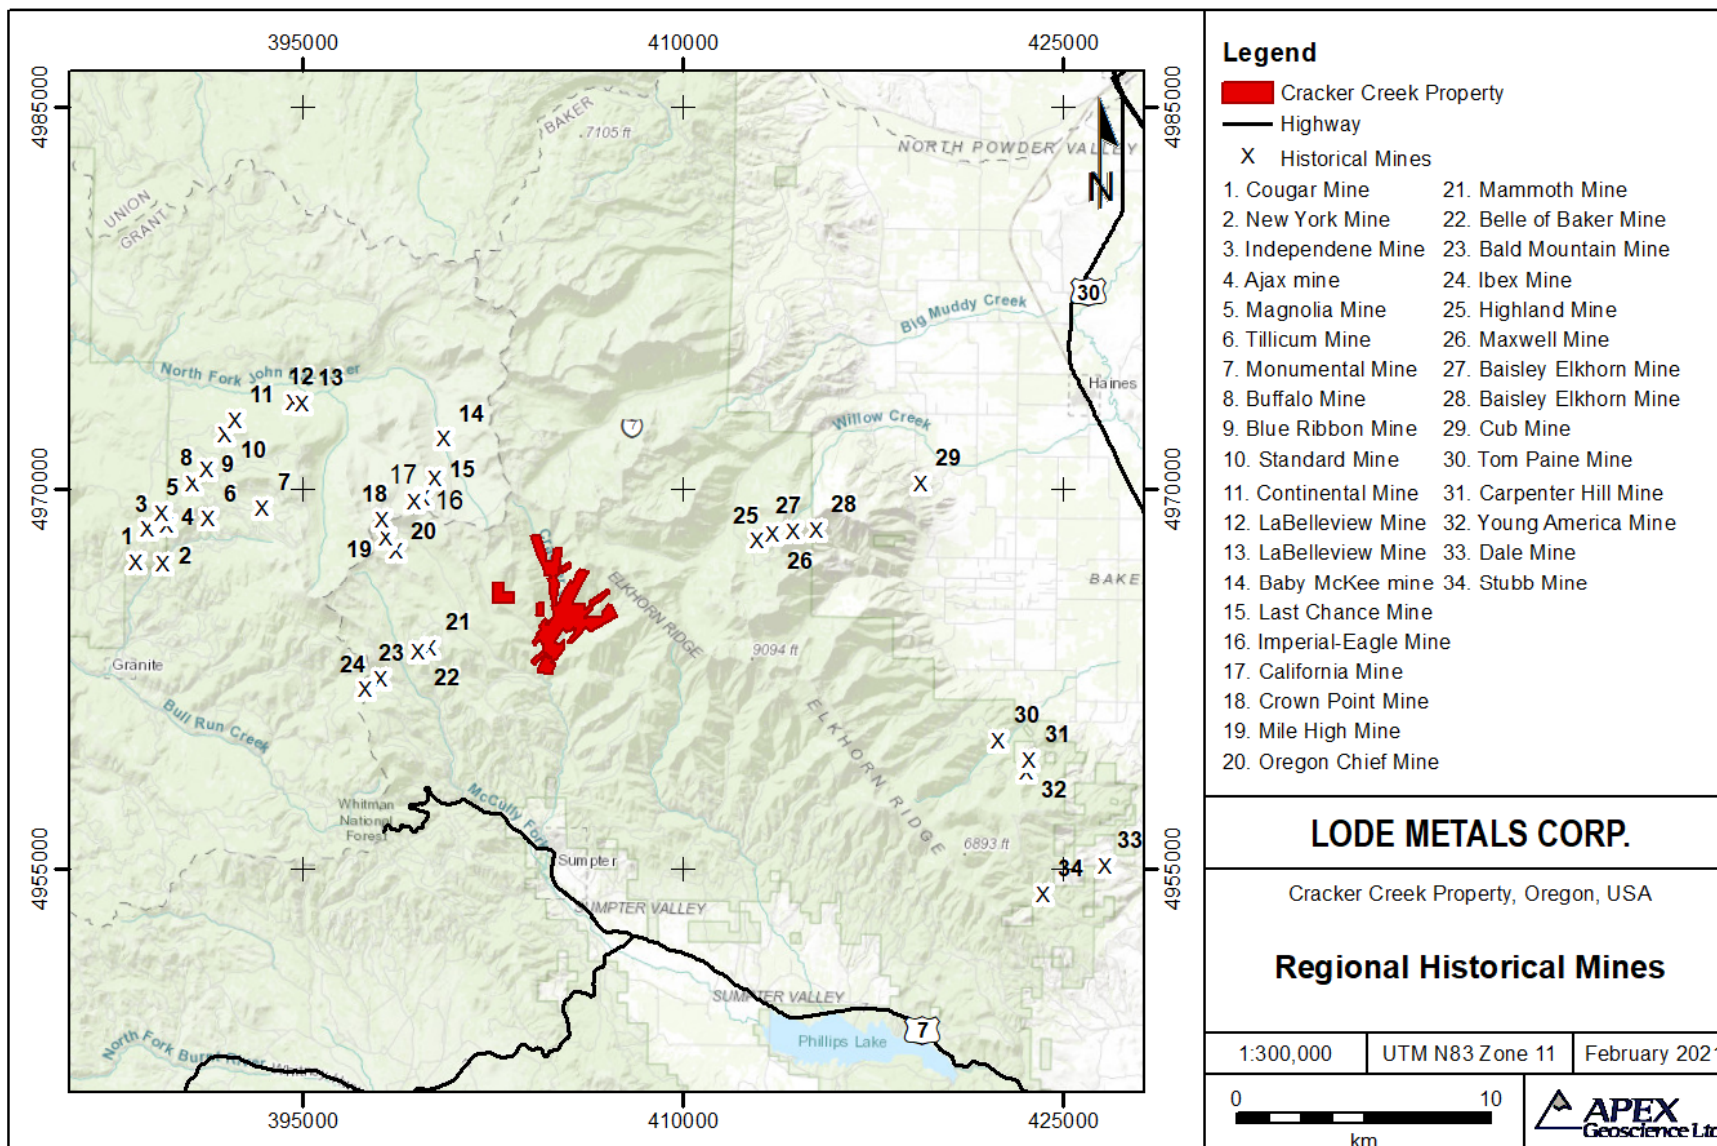 395000
410000
425000
4985000
4985000
BAKER
7105 ft
NORTH POWDER VALLEY
N
UNION
GRANT
30
Big Muddy Creek
North Fork John
12 13
Haines
11
14
Willow Creek
7
10
8
9
17
15
29
4970000
4970000
5
6
7
18
16
3
4
27
28
25
1
20
19
2
26
ELKHORN RIDGE
BAKE
21
9094 ft
Granite
24
23
22
Bull Run Creek
ELKHORN RIDGE
30
31
32
McCully Fork
Whitman
National
Forest
6893 ft
33
34
Sumpter
4955000
4955000
SUMPTER VALLEY
SUMPTER VALLEY
7
Phillips Lake
North Fork Burnt River
395000
410000
425000
Legend
Cracker Creek Property
Highway
X Historical Mines
1. Cougar Mine
2. New York Mine
3. Independene Mine
4. Ajax mine
5. Magnolia Mine
6. Tillicum Mine
7. Monumental Mine
8. Buffalo Mine
9. Blue Ribbon Mine
10. Standard Mine
11. Continental Mine
12. LaBelleview Mine
13. LaBelleview Mine
14. Baby McKee mine
15. Last Chance Mine
16. Imperial-Eagle Mine
17. California Mine
18. Crown Point Mine
19. Mile High Mine
20. Oregon Chief Mine
21. Mammoth Mine
22. Belle of Baker Mine
23. Bald Mountain Mine
24. Ibex Mine
25. Highland Mine
26. Maxwell Mine
27. Baisley Elkhorn Mine
28. Baisley Elkhorn Mine
29. Cub Mine
30. Tom Paine Mine
31. Carpenter Hill Mine
32. Young America Mine
33. Dale Mine
34. Stubb Mine
LODE METALS CORP.
Cracker Creek Property, Oregon, USA
Regional Historical Mines
1:300,000
UTM N83 Zone 11
February 2021
0 10
km
APEX
Geoscience Ltd